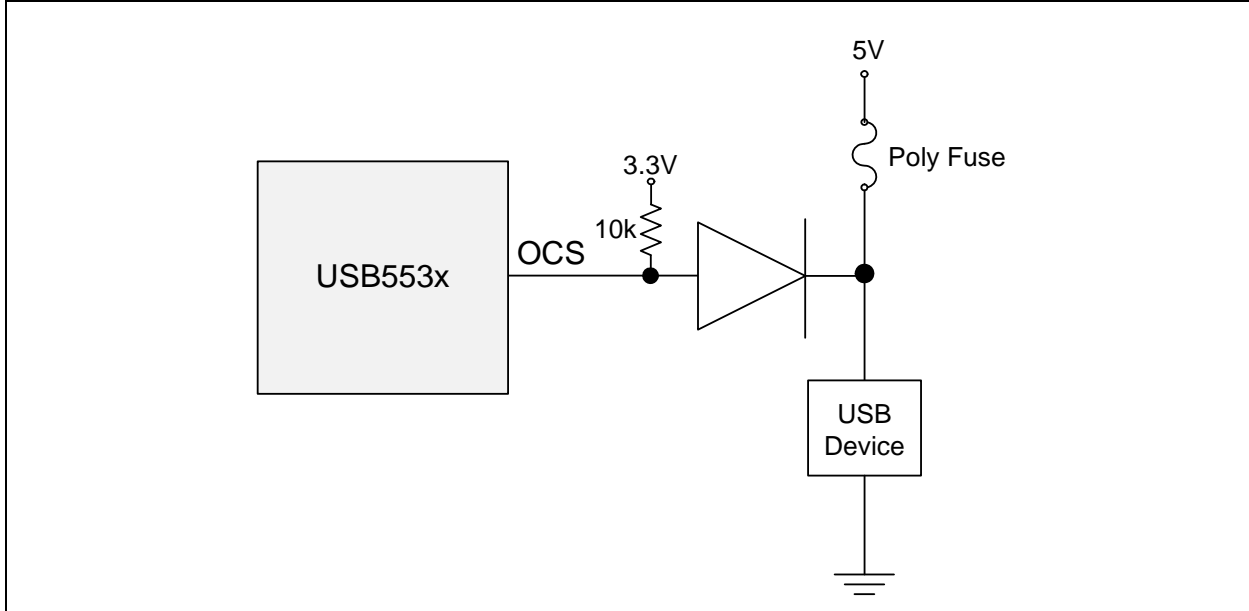 5V
Poly Fuse
3.3V
10k
OCS
USB553x
USB
Device